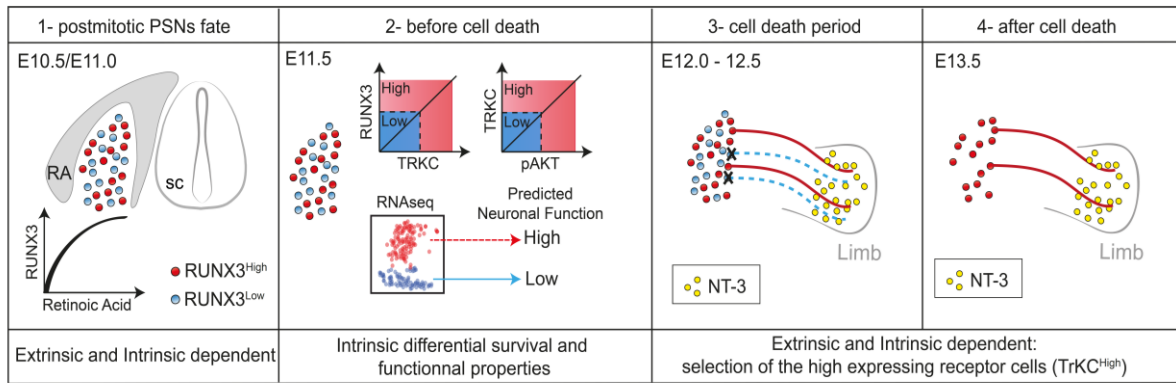 1- postmitotic PSNs fate
2- before cell death
3- cell death period
4- after cell death
E10.5/E11.0
RA
SC
RUNX3
Retinoic Acid
RUNX3High
RUNX3Low
E11.5
High
Low
RUNX3
TRKC
High
Low
TRKC
pAKT
RNAseq
Predicted
Neuronal Function
High
Low
E12.0 - 12.5
Limb
NT-3
E13.5
Limb
NT-3
Extrinsic and Intrinsic dependent
Intrinsic differential survival and
functionnal properties
Extrinsic and Intrinsic dependent:
selection of the high expressing receptor cells (TrKCHigh)